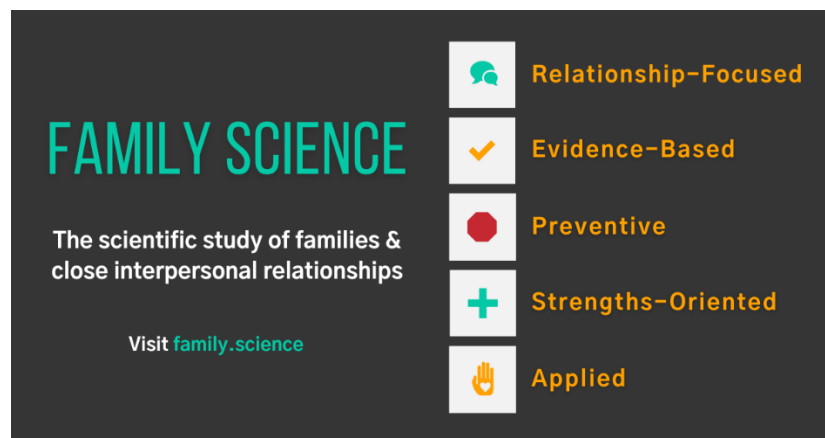 FAMILY SCIENCE
The scientific study of families &
close interpersonal relationships
Visit family.science
Relationship-Focused
Evidence-Based
Preventive
Strengths-Oriented
Applied